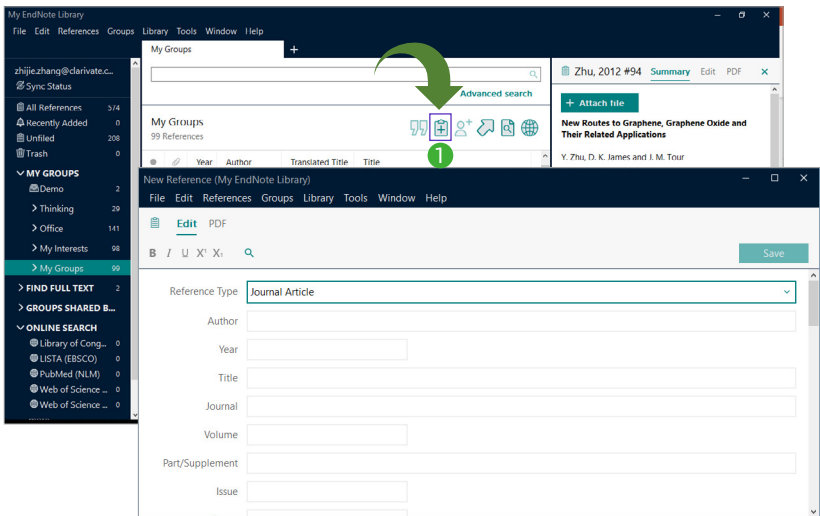 My EndNote Library
File Edit References Groups Library Tools Window Help
My Groups +
zhijie.zhang@clarivate.c...
Sync Status
All References 574
Recently Added 0
Unfiled 208
Trash 0
MY GROUPS
Demo 2
Thinking 29
Office 141
My Interests 98
My Groups 99
FIND FULL TEXT 2
GROUPS SHARED B...
ONLINE SEARCH
Library of Cong... 0
LISTA (EBSCO) 0
PubMed (NLM) 0
Web of Science ... 0
Web of Science ... 0
Advanced search
My Groups
99 References
1
Year Author Translated Title Title
Zhu, 2012 #94 Summary Edit PDF
+ Attach file
New Routes to Graphene, Graphene Oxide and
Their Related Applications
Y. Zhu, D. K. James and J. M. Tour
New Reference (My EndNote Library)
File Edit References Groups Library Tools Window Help
Edit PDF
B I U X¹ X₁
Save
Reference Type Journal Article
Author
Year
Title
Journal
Volume
Part/Supplement
Issue